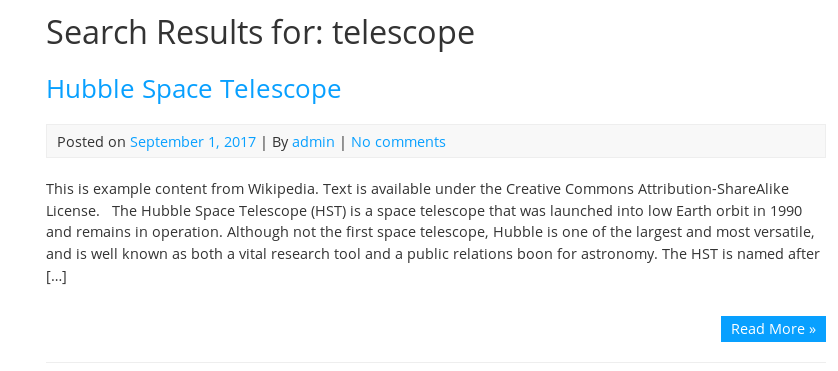 Search Results for: telescope
Hubble Space Telescope
Posted on September 1, 2017 | By admin | No comments
This is example content from Wikipedia. Text is available under the Creative Commons Attribution-ShareAlike
License.   The Hubble Space Telescope (HST) is a space telescope that was launched into low Earth orbit in 1990
and remains in operation. Although not the first space telescope, Hubble is one of the largest and most versatile,
and is well known as both a vital research tool and a public relations boon for astronomy. The HST is named after
[...]
Read More »